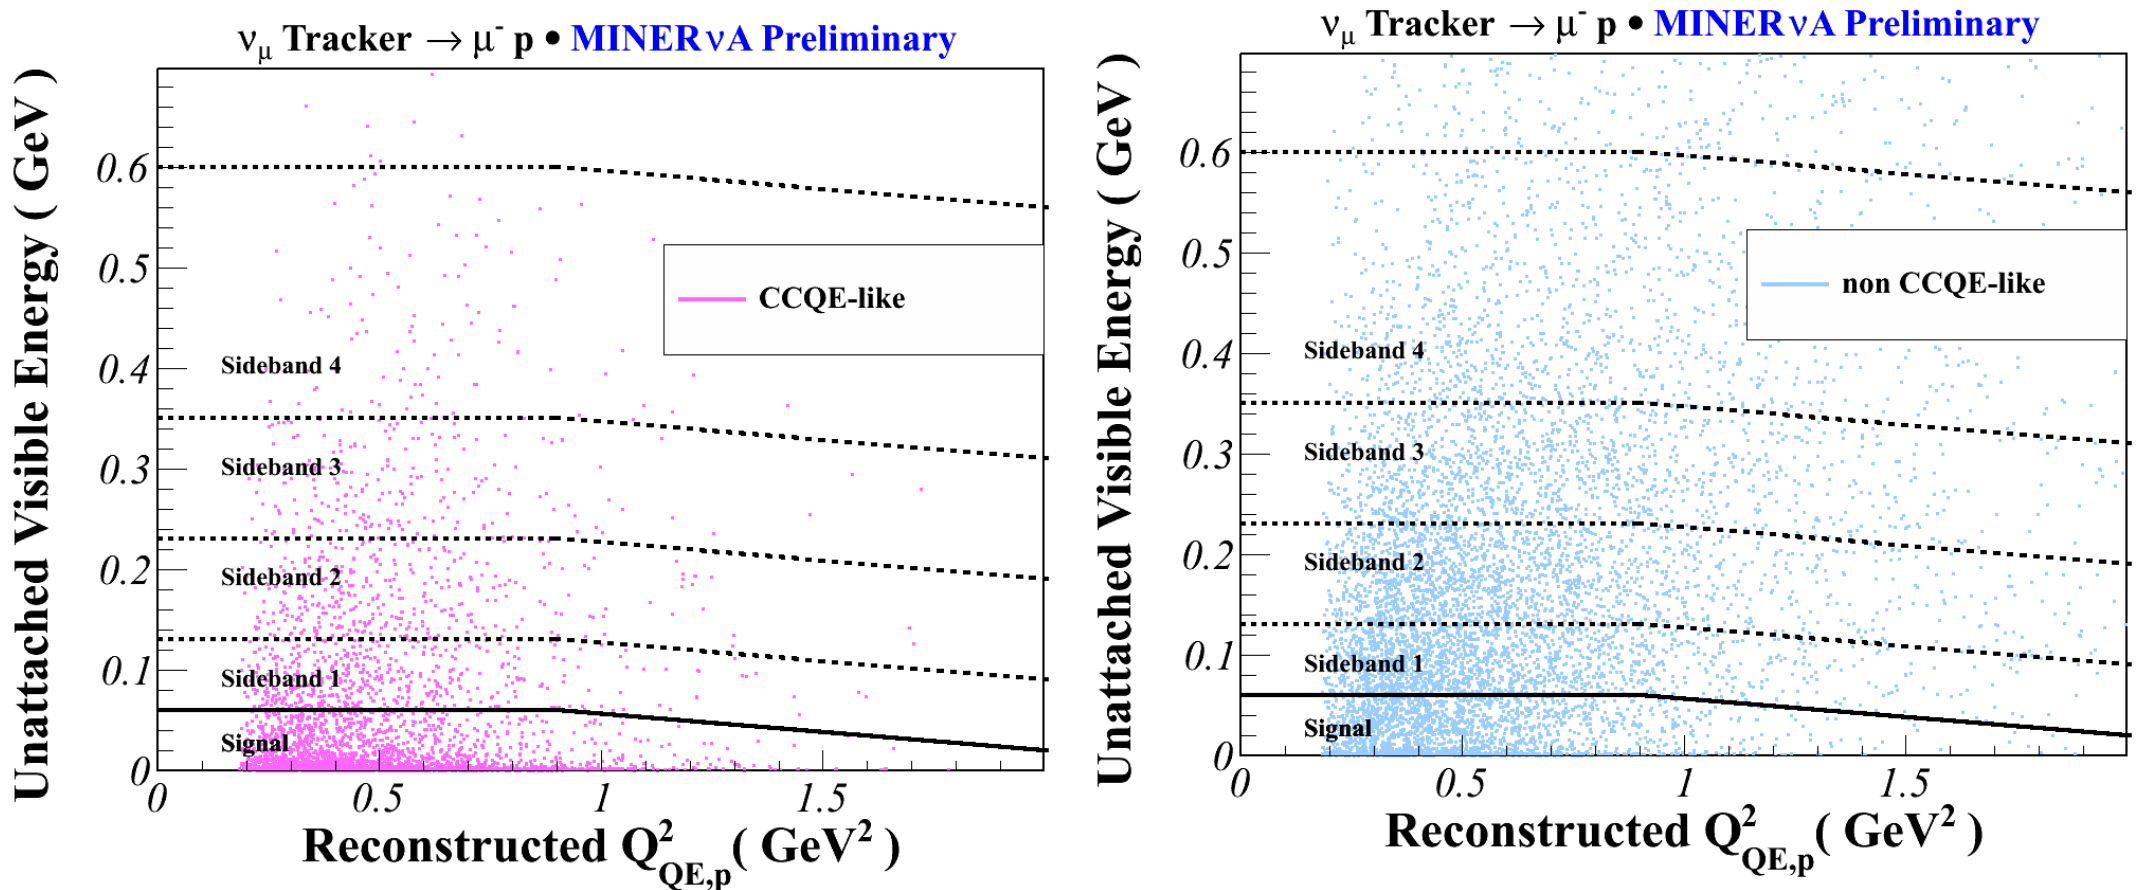 νμ Tracker → μ- p • MINERνA Preliminary
Unattached Visible Energy ( GeV )
0.6
0.5
0.4
0.3
0.2
0.1
0
CCQE-like
Sideband 4
Sideband 3
Sideband 2
Sideband 1
Signal
0 0.5 1 1.5
Reconstructed Q²QE,p ( GeV² )
νμ Tracker → μ- p • MINERνA Preliminary
Unattached Visible Energy ( GeV )
0.6
0.5
0.4
0.3
0.2
0.1
0
non CCQE-like
Sideband 4
Sideband 3
Sideband 2
Sideband 1
Signal
0 0.5 1 1.5
Reconstructed Q²QE,p ( GeV² )